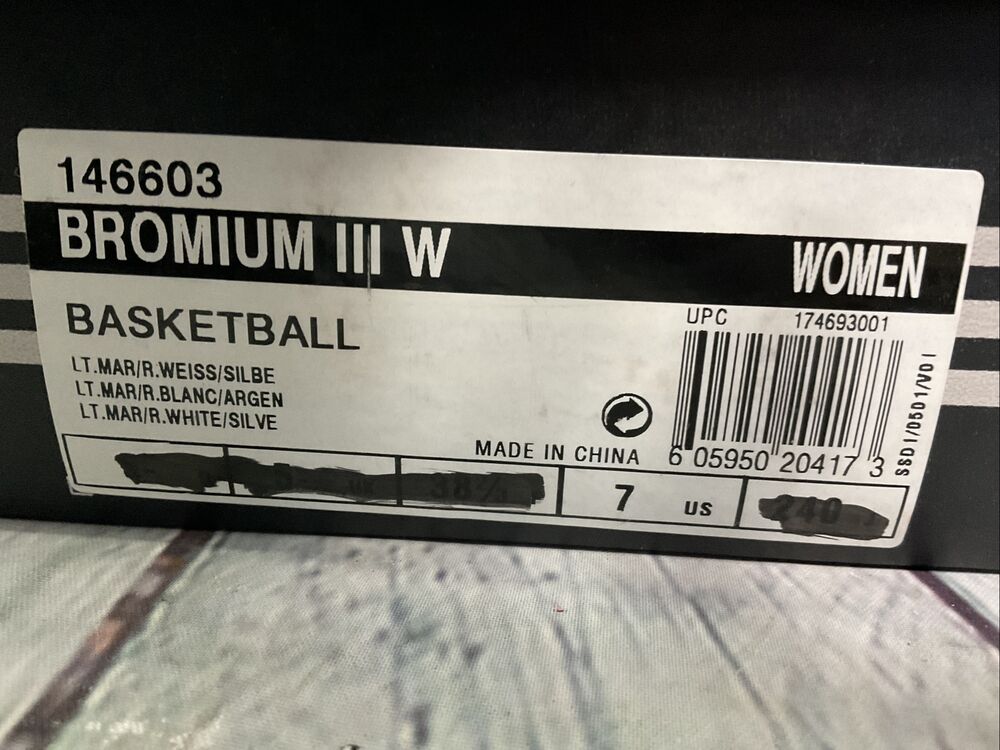 146603
BROMIUM III W
WOMEN
BASKETBALL
LT.MAR/R.WEISS/SILBE
LT.MAR/R.BLANC/ARGEN
LT.MAR/R.WHITE/SILVE
UPC 174693001
MADE IN CHINA
6 05950 20417 3
SSD1/0501/V01
7 US
240